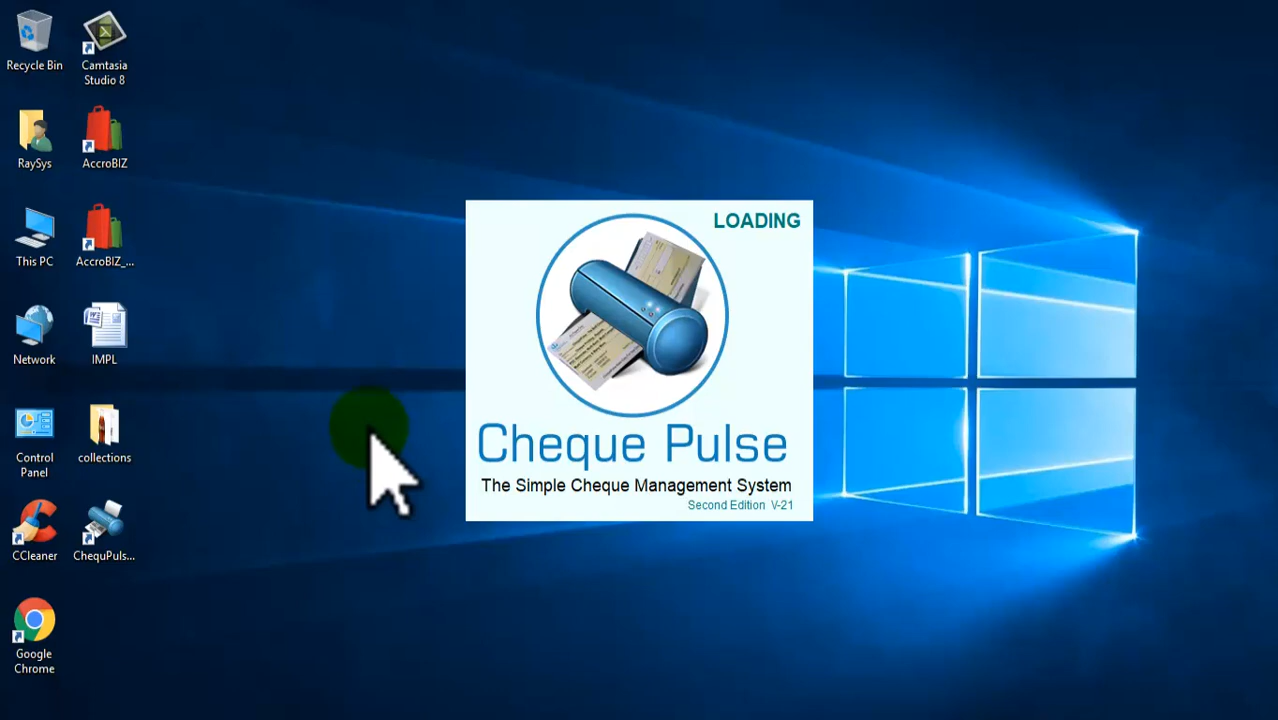 Recycle Bin
Camtasia
Studio 8
RaySys
AccroBIZ
This PC
AccroBIZ_...
Network
IMPL
Control
Panel
collections
CCleaner
ChequPuls...
Google
Chrome
LOADING
Cheque Pulse
The Simple Cheque Management System
Second Edition V-21